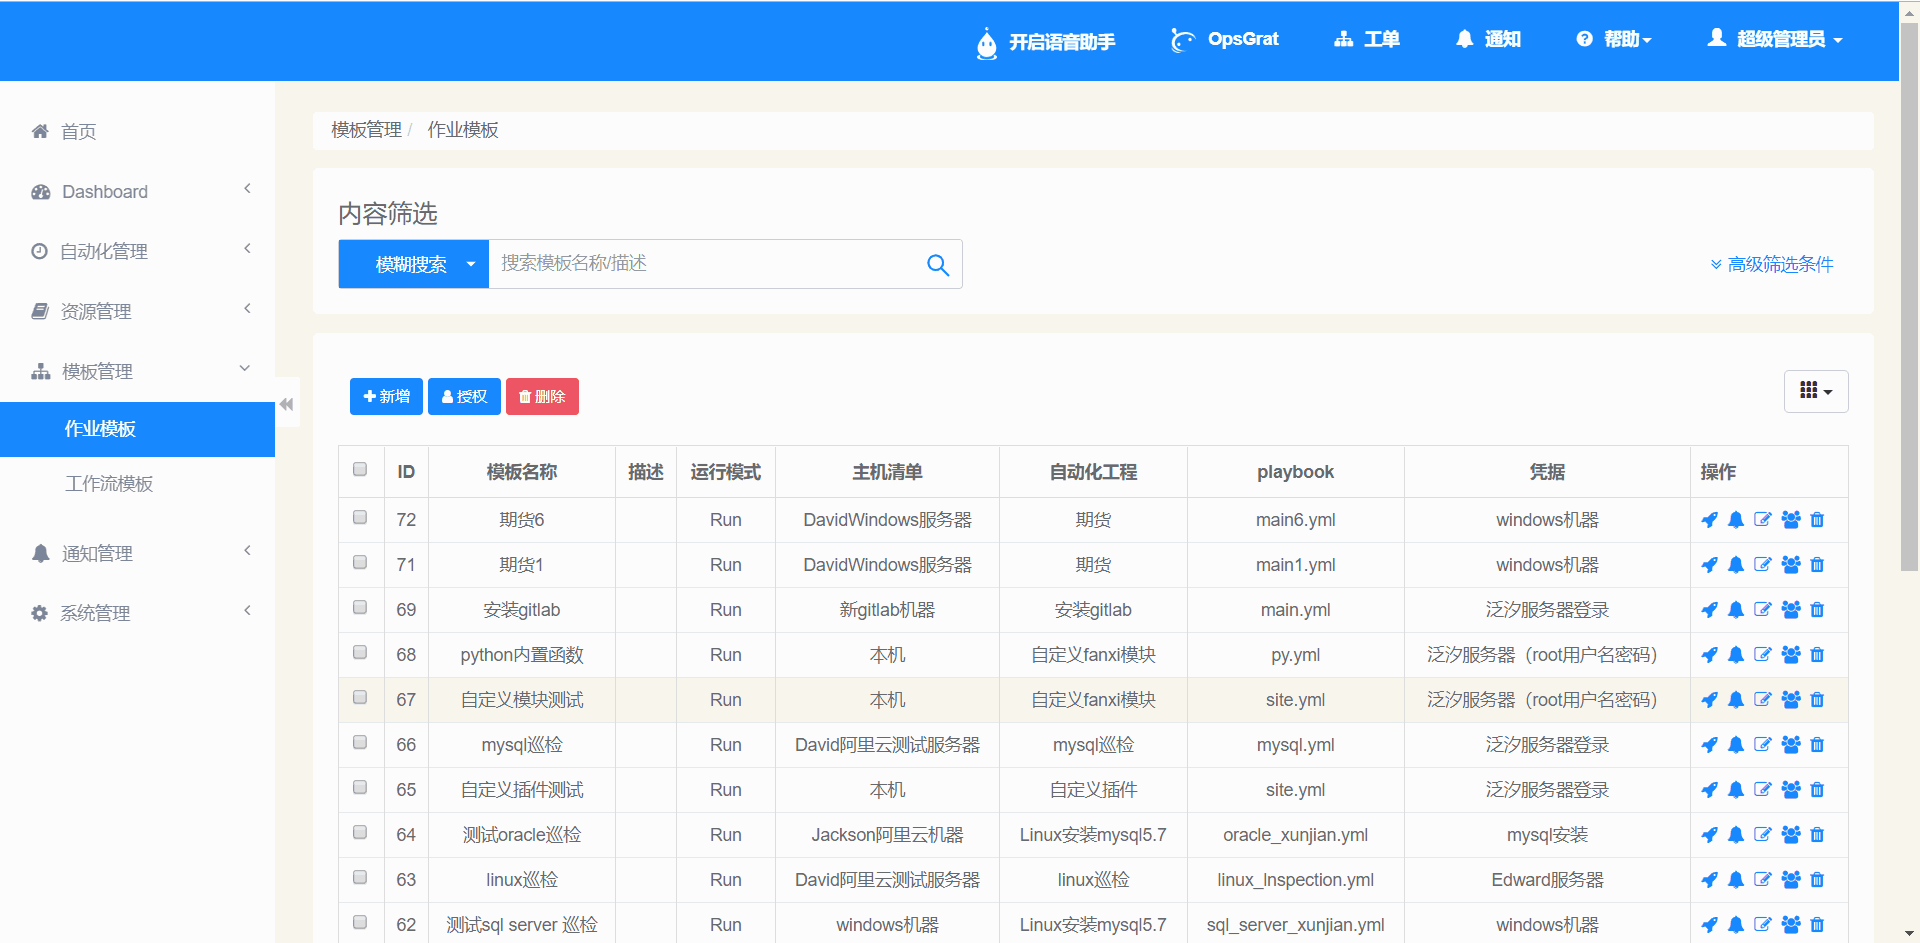 开启语音助手 OpsGrat 工单 通知 帮助 超级管理员
首页
Dashboard
自动化管理
资源管理
模板管理
作业模板
工作流模板
通知管理
系统管理
模板管理 / 作业模板
内容筛选
模糊搜索 搜索模板名称/描述
高级筛选条件
新增 授权 删除
ID 模板名称 描述 运行模式 主机清单 自动化工程 playbook 凭据 操作
72 期货6 Run DavidWindows服务器 期货 main6.yml windows机器
71 期货1 Run DavidWindows服务器 期货 main1.yml windows机器
69 安装gitlab Run 新gitlab机器 安装gitlab main.yml 泛汐服务器登录
68 python内置函数 Run 本机 自定义fanxi模块 py.yml 泛汐服务器（root用户名密码）
67 自定义模块测试 Run 本机 自定义fanxi模块 site.yml 泛汐服务器（root用户名密码）
66 mysql巡检 Run David阿里云测试服务器 mysql巡检 mysql.yml 泛汐服务器登录
65 自定义插件测试 Run 本机 自定义插件 site.yml 泛汐服务器登录
64 测试oracle巡检 Run Jackson阿里云机器 Linux安装mysql5.7 oracle_xunjian.yml mysql安装
63 linux巡检 Run David阿里云测试服务器 linux巡检 linux_Inspection.yml Edward服务器
62 测试sql server 巡检 Run windows机器 Linux安装mysql5.7 sql_server_xunjian.yml windows机器